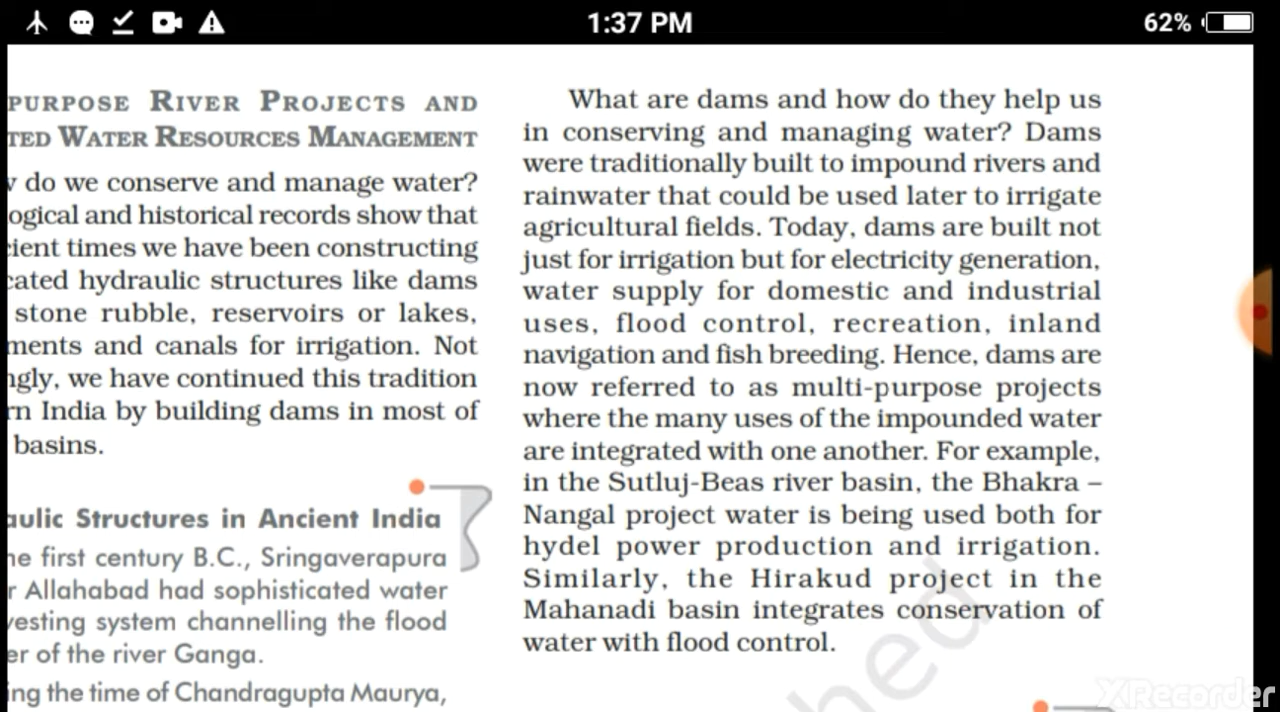 1:37 PM
62%
PURPOSE RIVER PROJECTS AND
TED WATER RESOURCES MANAGEMENT
do we conserve and manage water?
ogical and historical records show that
cient times we have been constructing
cated hydraulic structures like dams
stone rubble, reservoirs or lakes,
ments and canals for irrigation. Not
ngly, we have continued this tradition
rn India by building dams in most of
basins.
aulic Structures in Ancient India
he first century B.C., Sringaverapura
r Allahabad had sophisticated water
vesting system channelling the flood
er of the river Ganga.
ing the time of Chandragupta Maurya,
What are dams and how do they help us
in conserving and managing water? Dams
were traditionally built to impound rivers and
rainwater that could be used later to irrigate
agricultural fields. Today, dams are built not
just for irrigation but for electricity generation,
water supply for domestic and industrial
uses, flood control, recreation, inland
navigation and fish breeding. Hence, dams are
now referred to as multi-purpose projects
where the many uses of the impounded water
are integrated with one another. For example,
in the Sutluj-Beas river basin, the Bhakra –
Nangal project water is being used both for
hydel power production and irrigation.
Similarly, the Hirakud project in the
Mahanadi basin integrates conservation of
water with flood control.
hed
XRecorder